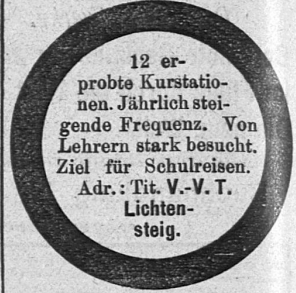 12 er-
probte Kurstatio-
nen. Jährlich stei-
gende Frequenz. Von
Lehrern stark besucht.
Ziel für Schulreisen.
Adr.: Tit. V.-V. T.
Lichten-
steig.